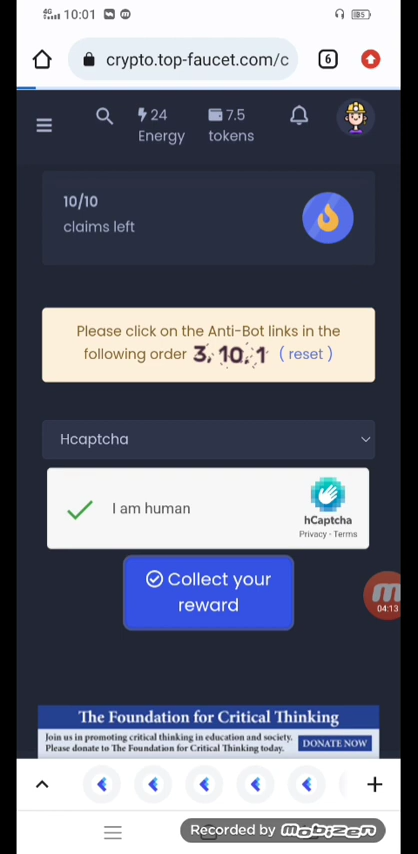 4G 10:01 85
crypto.top-faucet.com/c 6
24 7.5
Energy tokens
10/10
claims left
Please click on the Anti-Bot links in the
following order 3, 10, 1 ( reset )
Hcaptcha
I am human
hCaptcha
Privacy - Terms
Collect your
reward
04:13
The Foundation for Critical Thinking
Join us in promoting critical thinking in education and society.
Please donate to The Foundation for Critical Thinking today. DONATE NOW
Recorded by mobizen